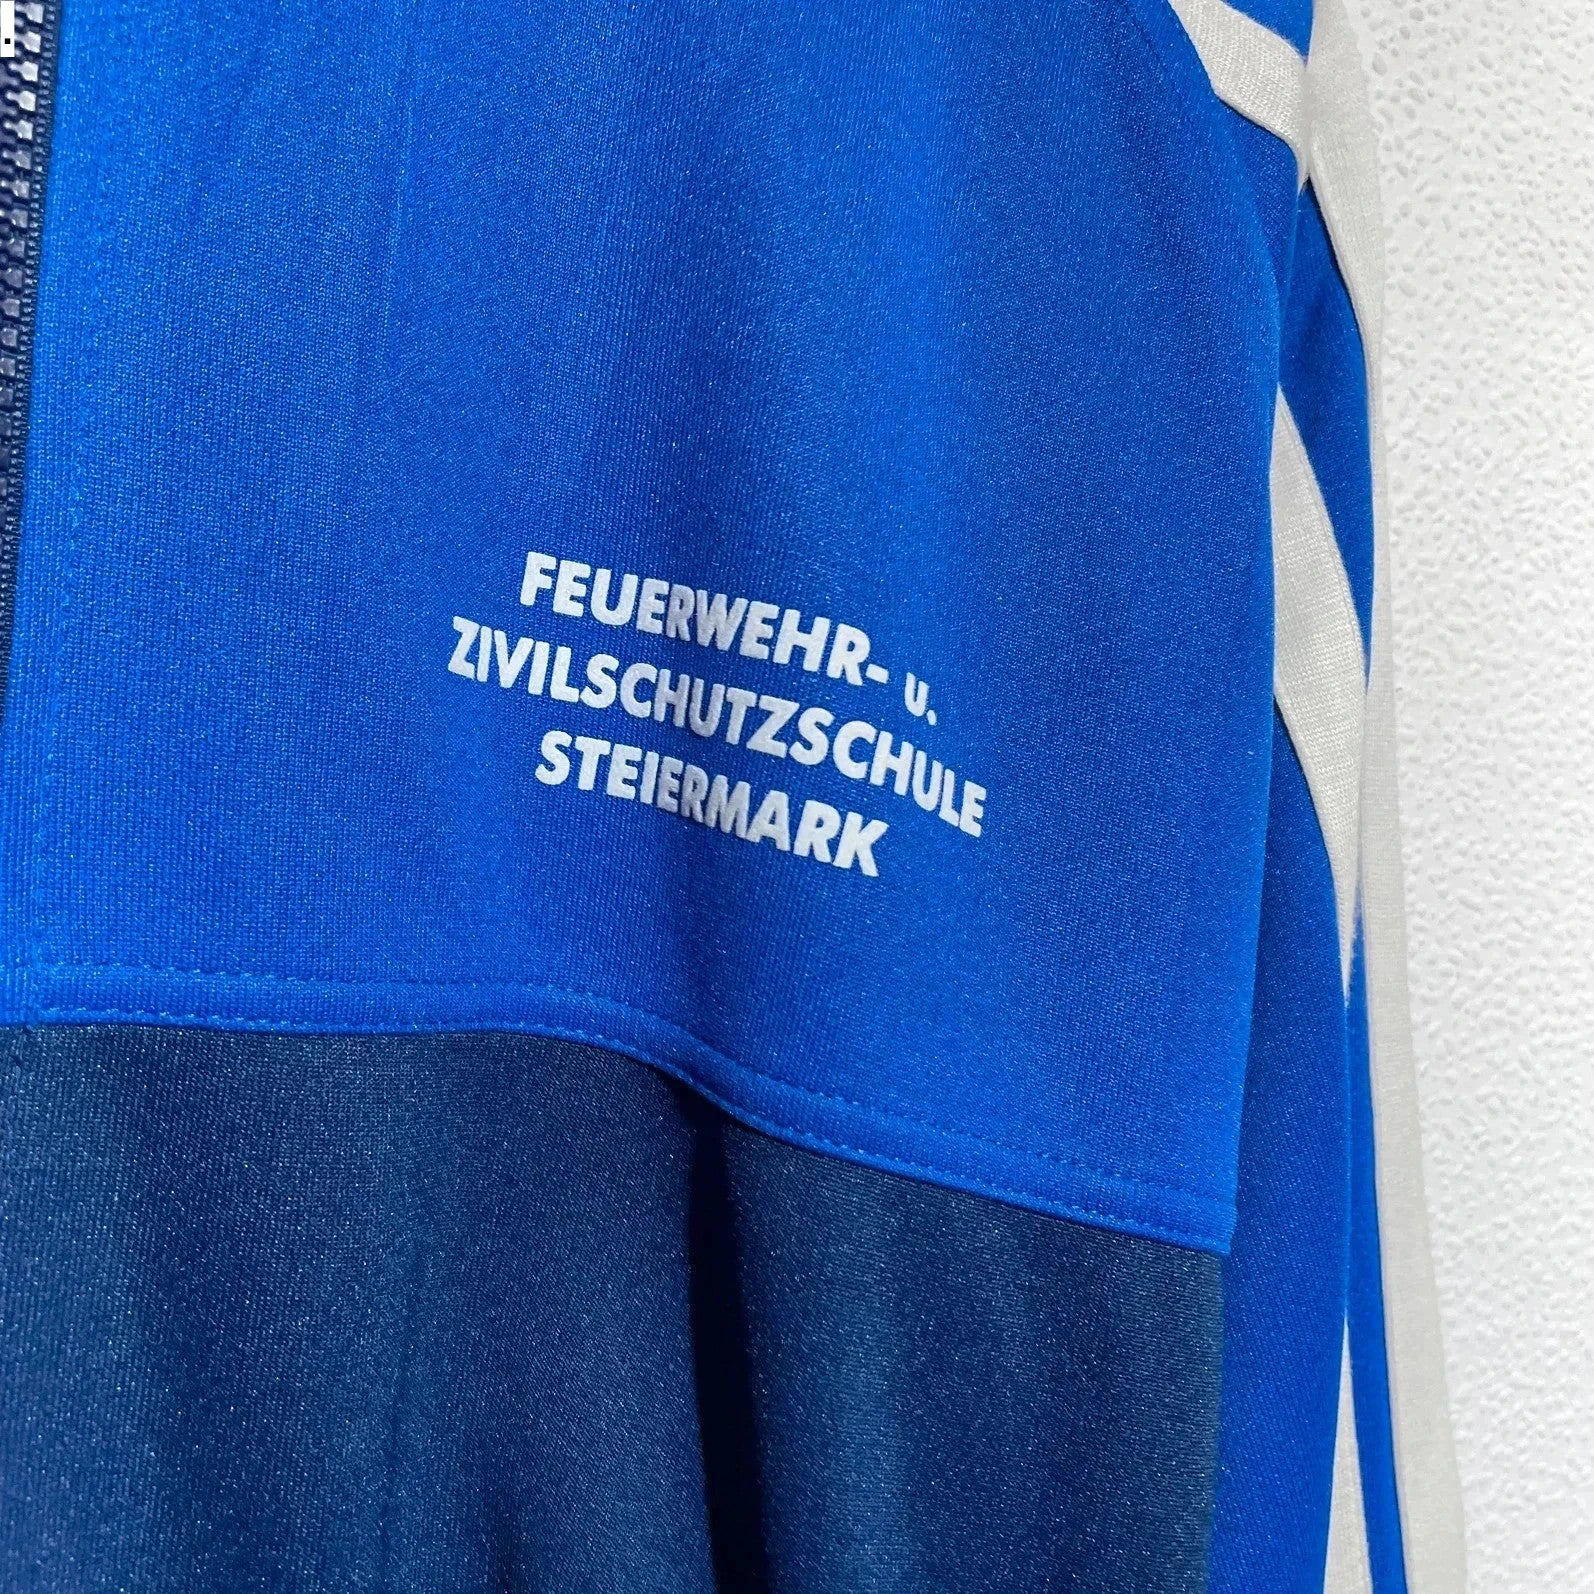 FEUERWEHR- u.
ZIVILSCHUTZSCHULE
STEIERMARK